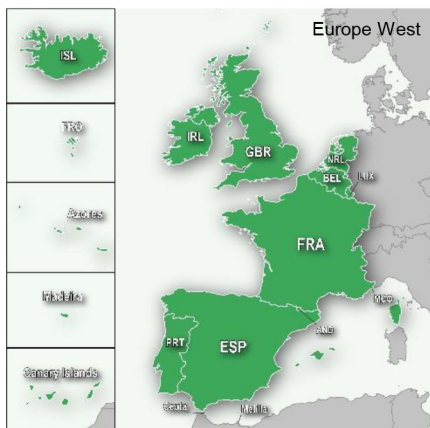 Europe West
ISL
FRO
Azores
Madeira
Canary Islands
IRL
GBR
NRL
BEL
LUX
FRA
MCO
AND
PRT
ESP
Ceuta
Melilla